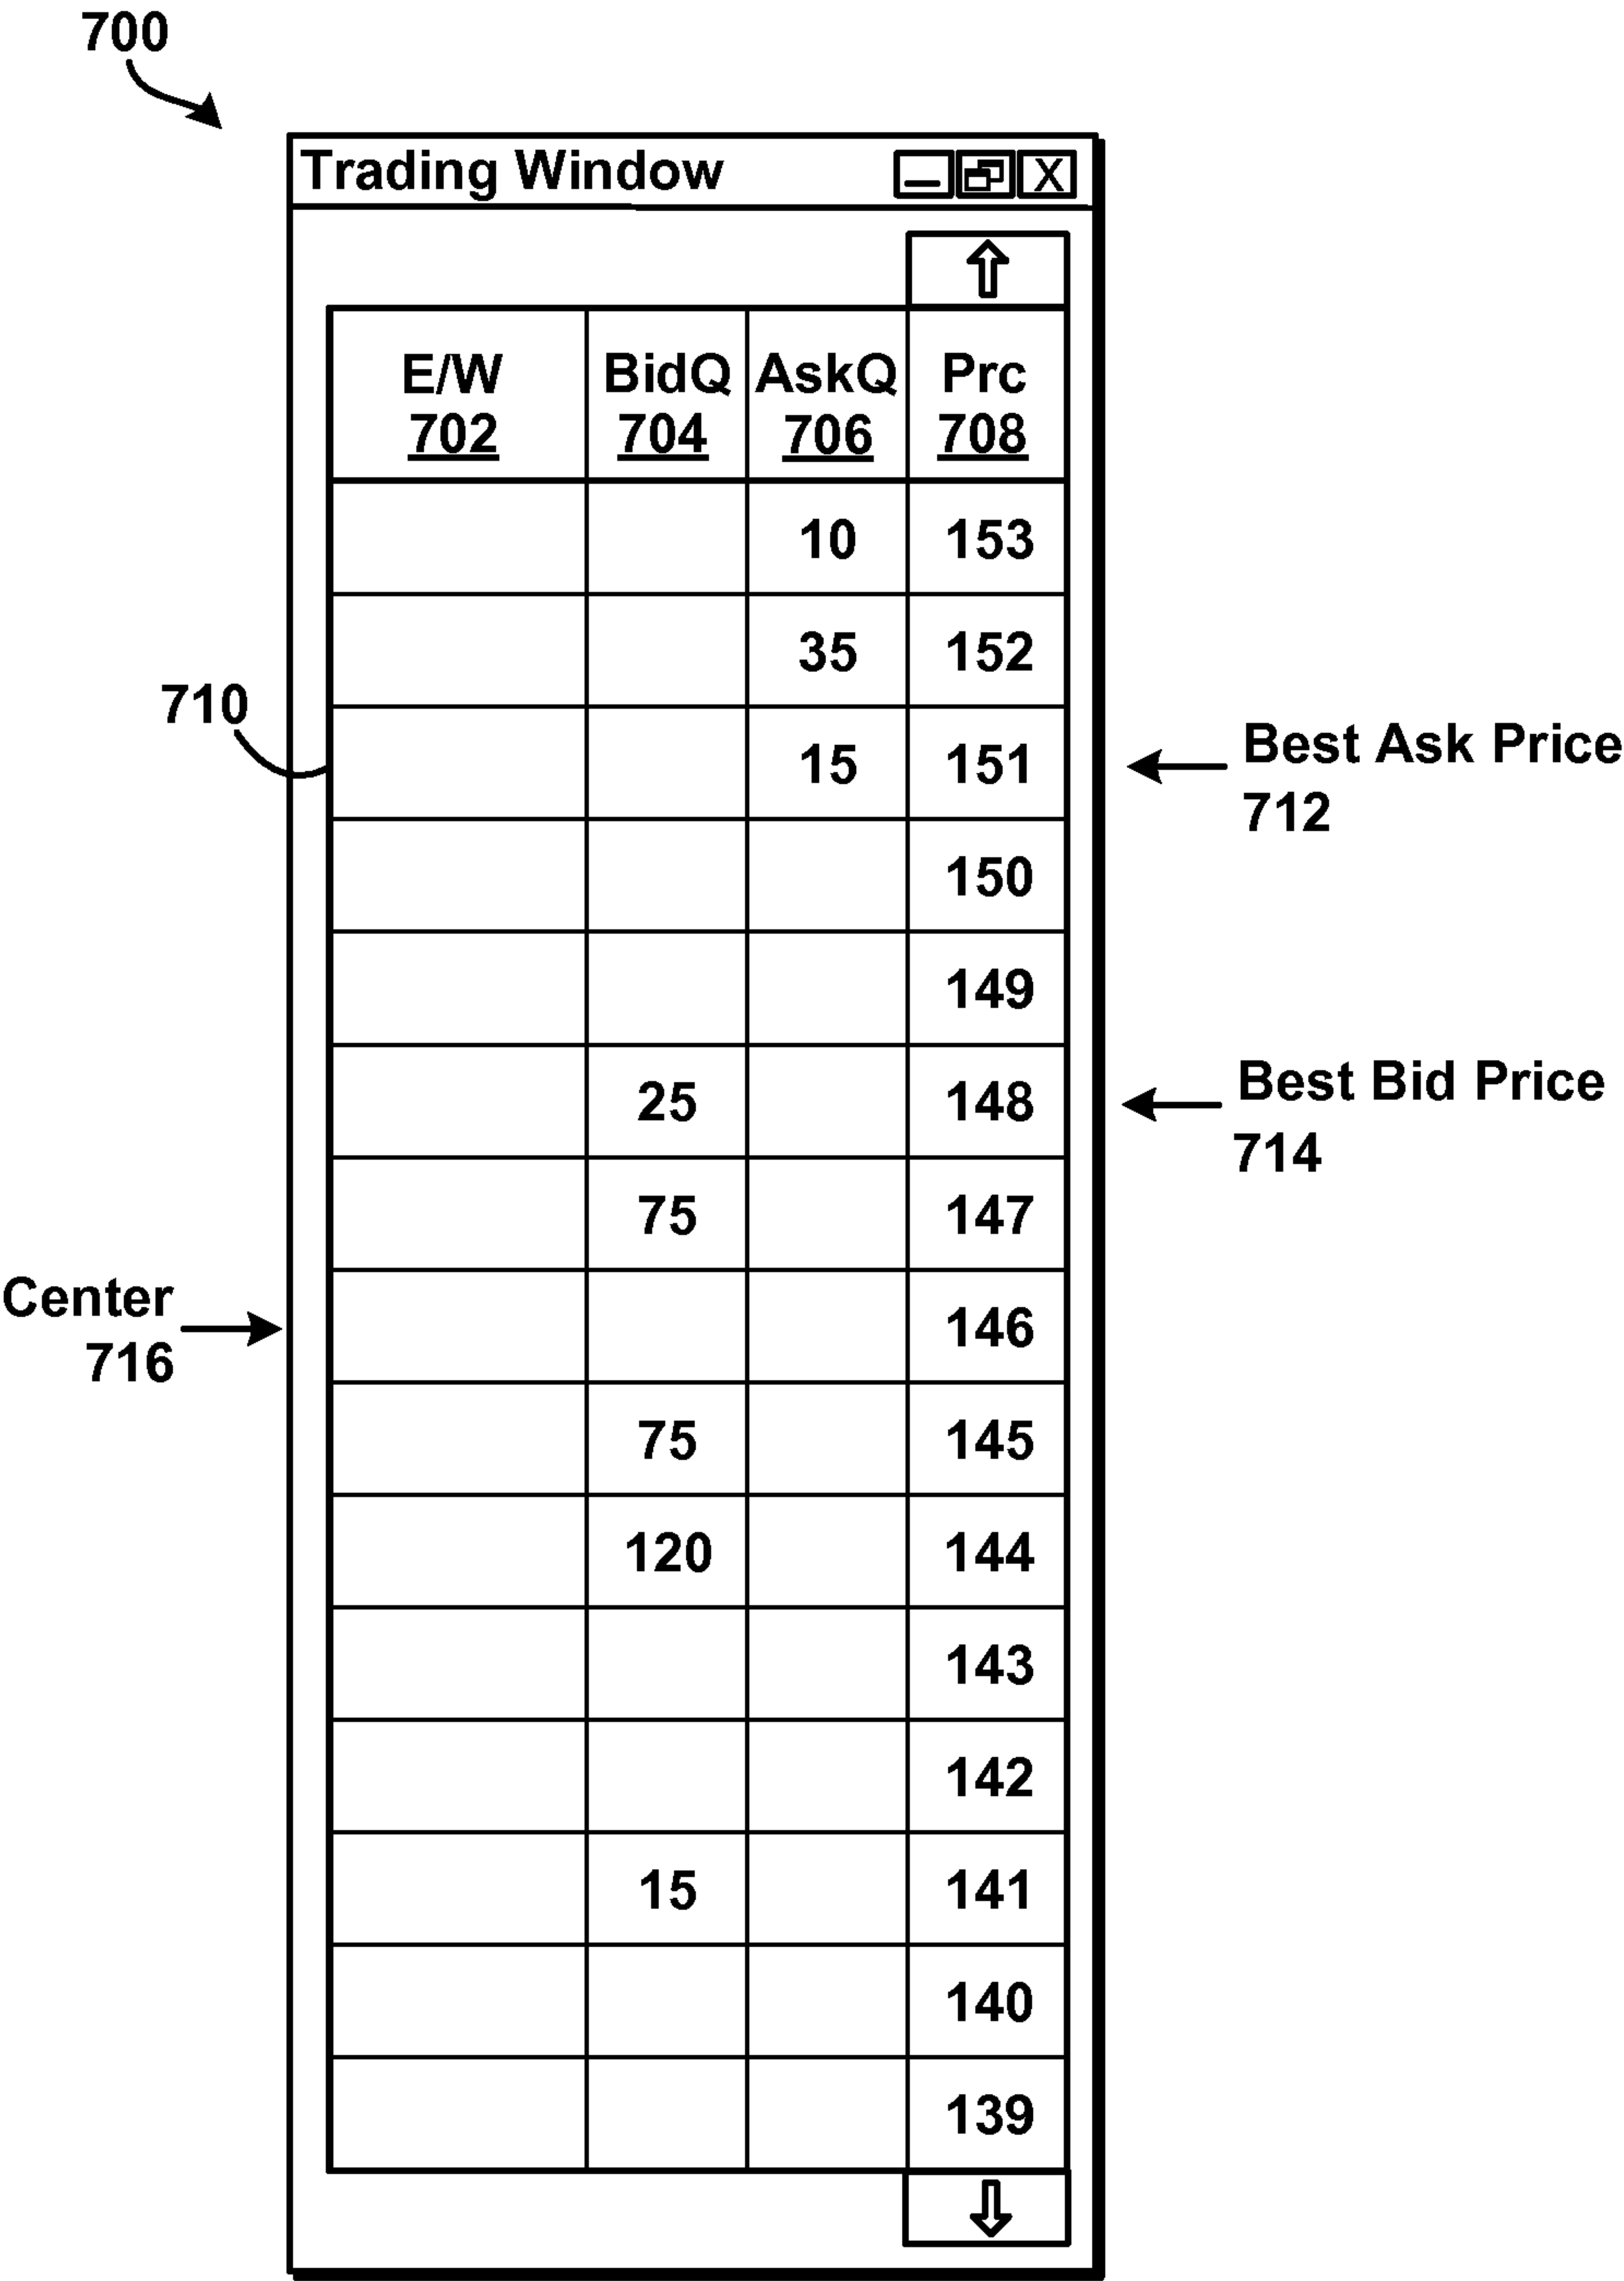 700
Trading Window
X
E/W BidQ AskQ Prc
702 704 706 708
10 153
35 152
710
15 151
Best Ask Price
712
150
149
25 148
Best Bid Price
714
75 147
Center
716
146
75 145
120 144
143
142
15 141
140
139